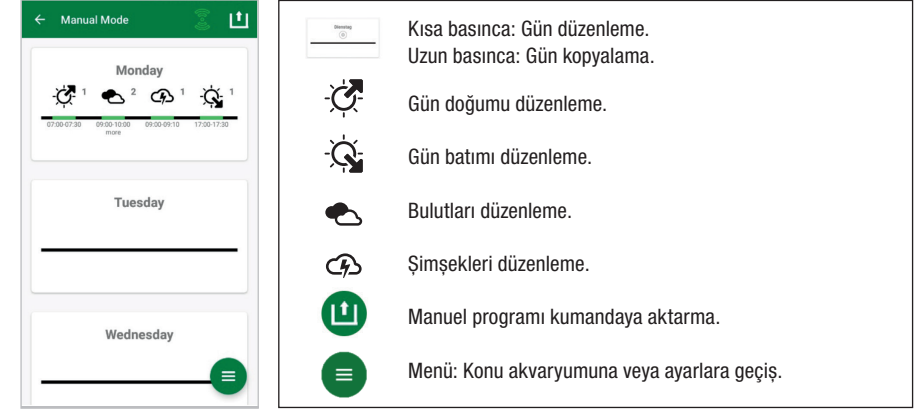 Manual Mode
Monday
1 2 1 1
07:00-07:30 09:00-10:00 09:00-09:10 17:00-17:30
more
Tuesday
Wednesday
Dienstag
Kısa basınca: Gün düzenleme.
Uzun basınca: Gün kopyalama.
Gün doğumu düzenleme.
Gün batımı düzenleme.
Bulutları düzenleme.
Şimşekleri düzenleme.
Manuel programı kumandaya aktarma.
Menü: Konu akvaryumuna veya ayarlara geçiş.